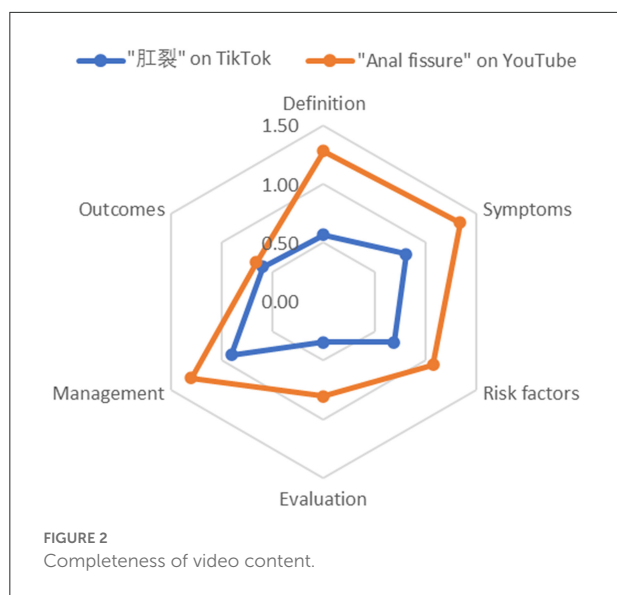 "肛裂" on TikTok "Anal fissure" on YouTube
Definition
1.50
1.00
Outcomes Symptoms
0.50
0.00
Management Risk factors
Evaluation
FIGURE 2
Completeness of video content.